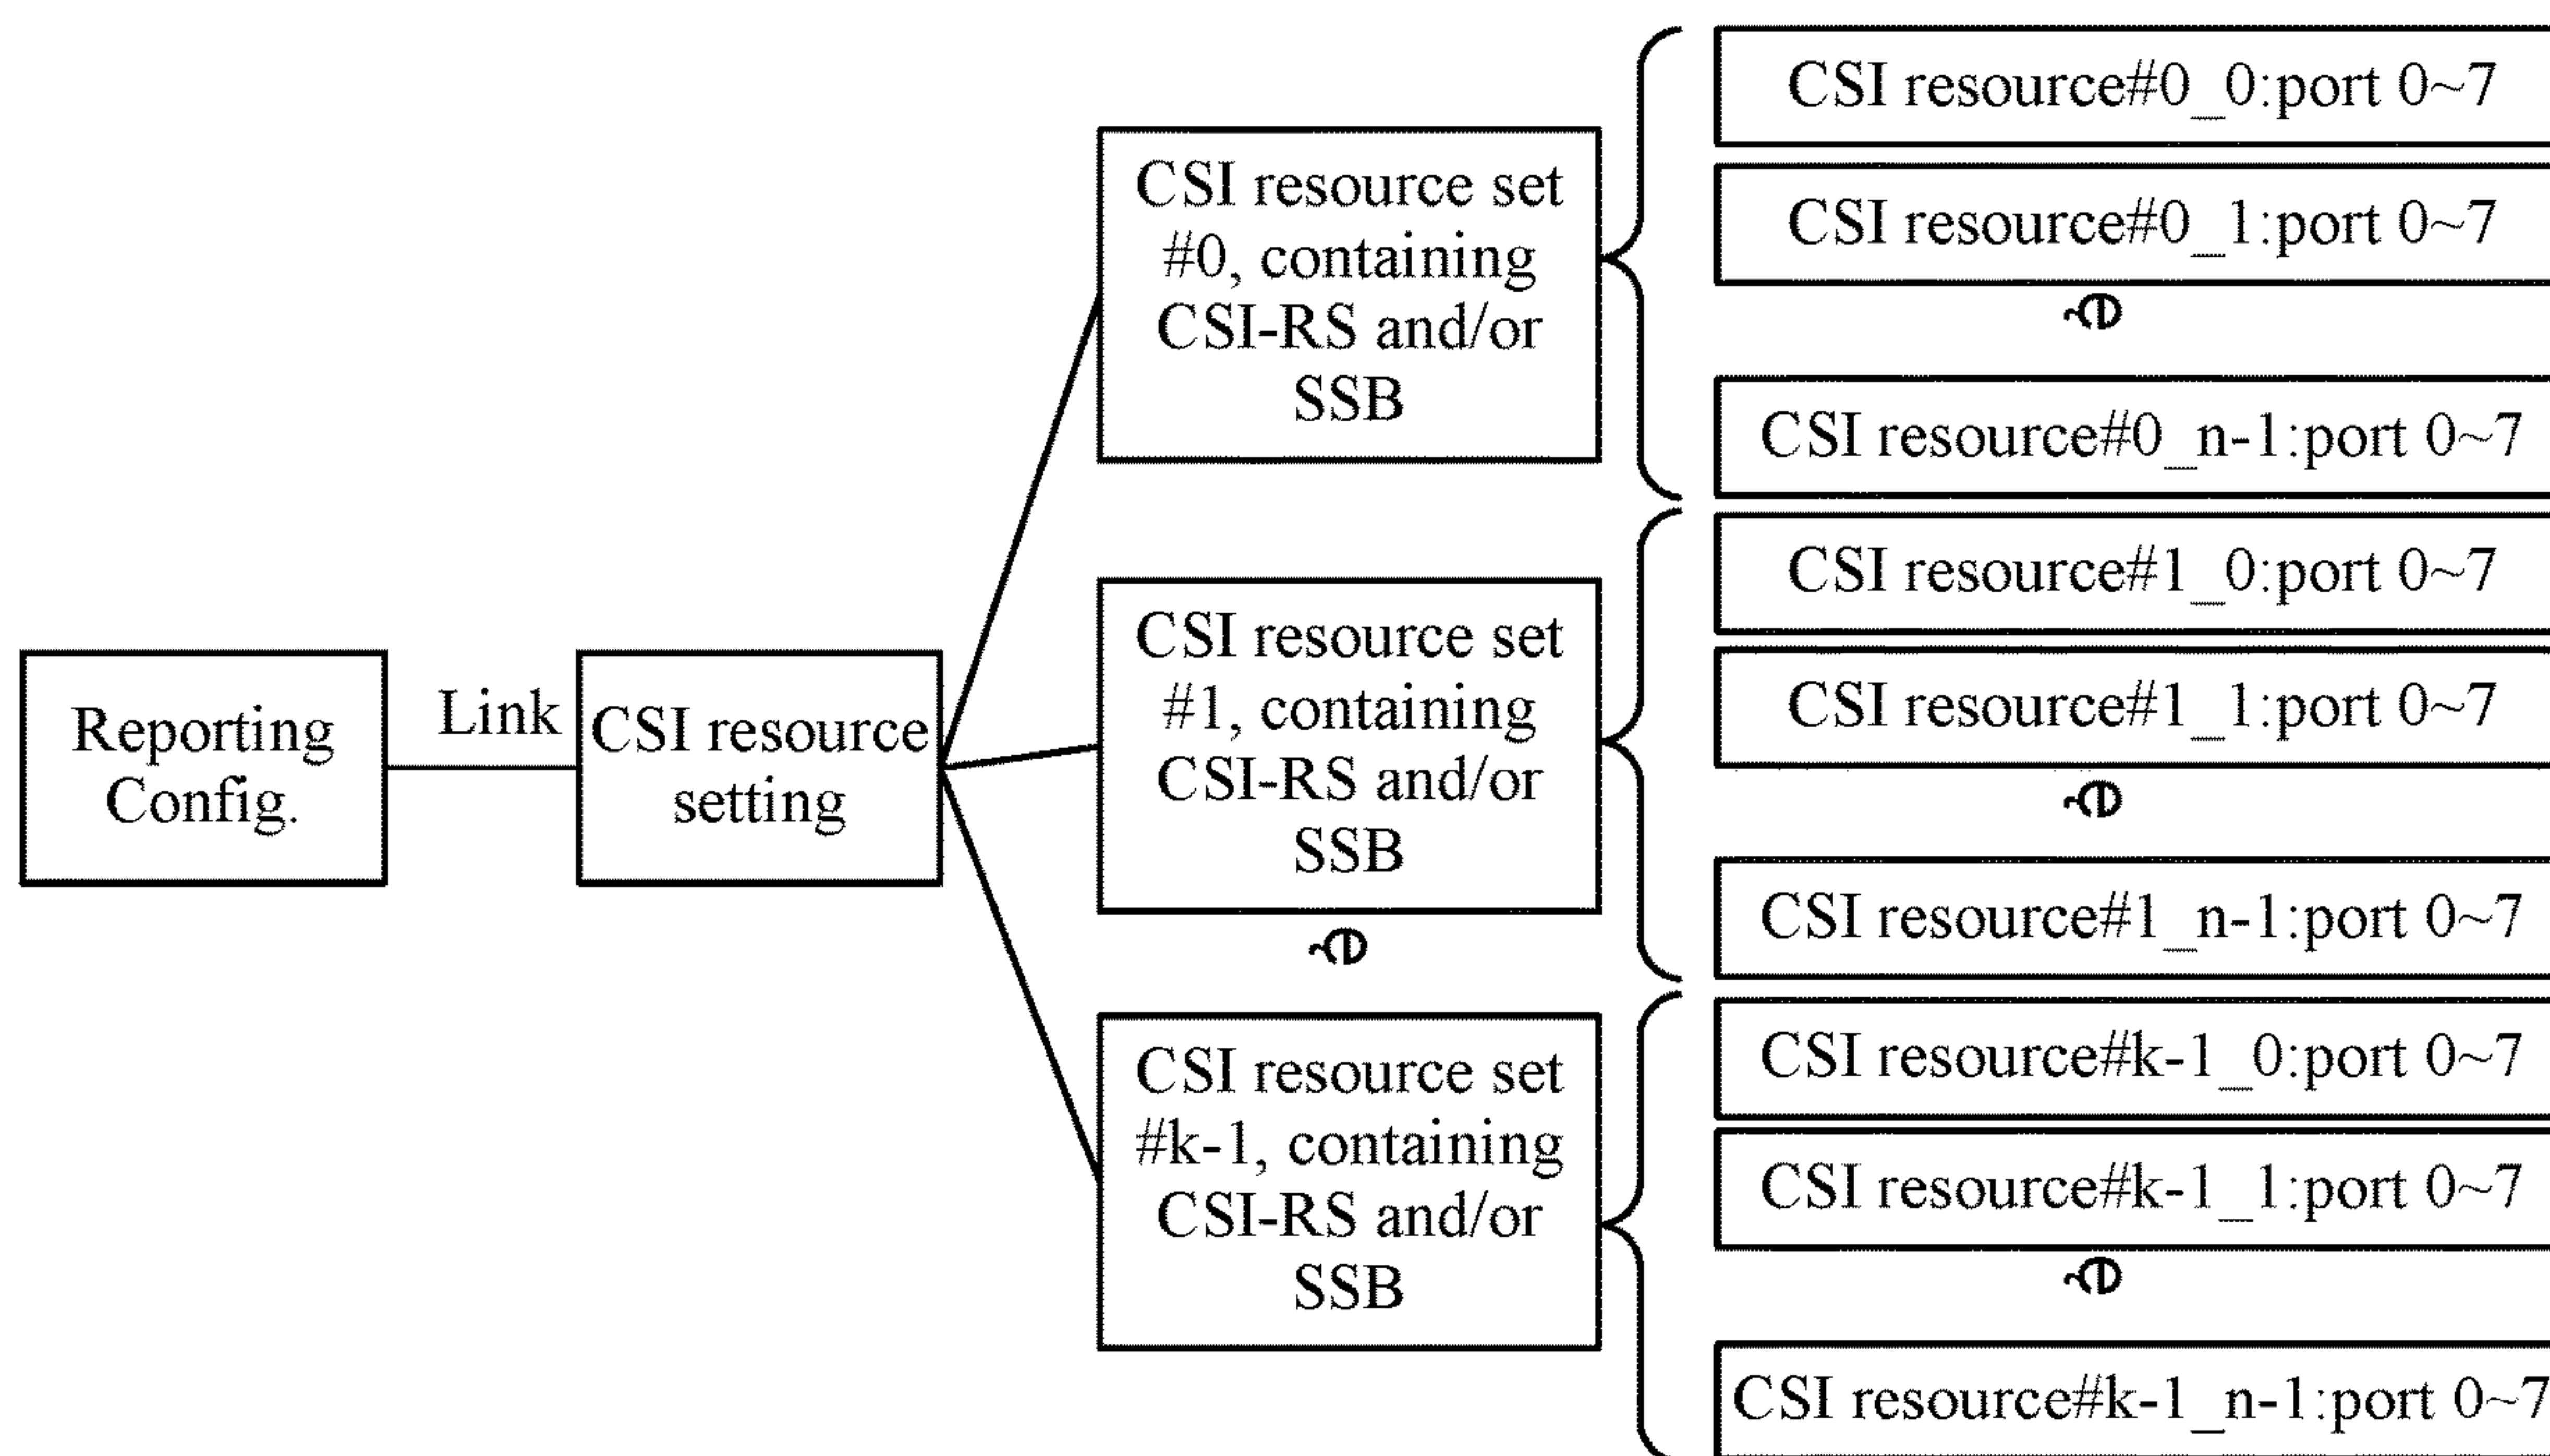 Reporting
Config.
Link
CSI resource
setting
CSI resource set
#0, containing
CSI-RS and/or
SSB
CSI resource set
#1, containing
CSI-RS and/or
SSB
CSI resource set
#k-1, containing
CSI-RS and/or
SSB
CSI resource#0_0:port 0~7
CSI resource#0_1:port 0~7
CSI resource#0_n-1:port 0~7
CSI resource#1_0:port 0~7
CSI resource#1_1:port 0~7
CSI resource#1_n-1:port 0~7
CSI resource#k-1_0:port 0~7
CSI resource#k-1_1:port 0~7
CSI resource#k-1_n-1:port 0~7